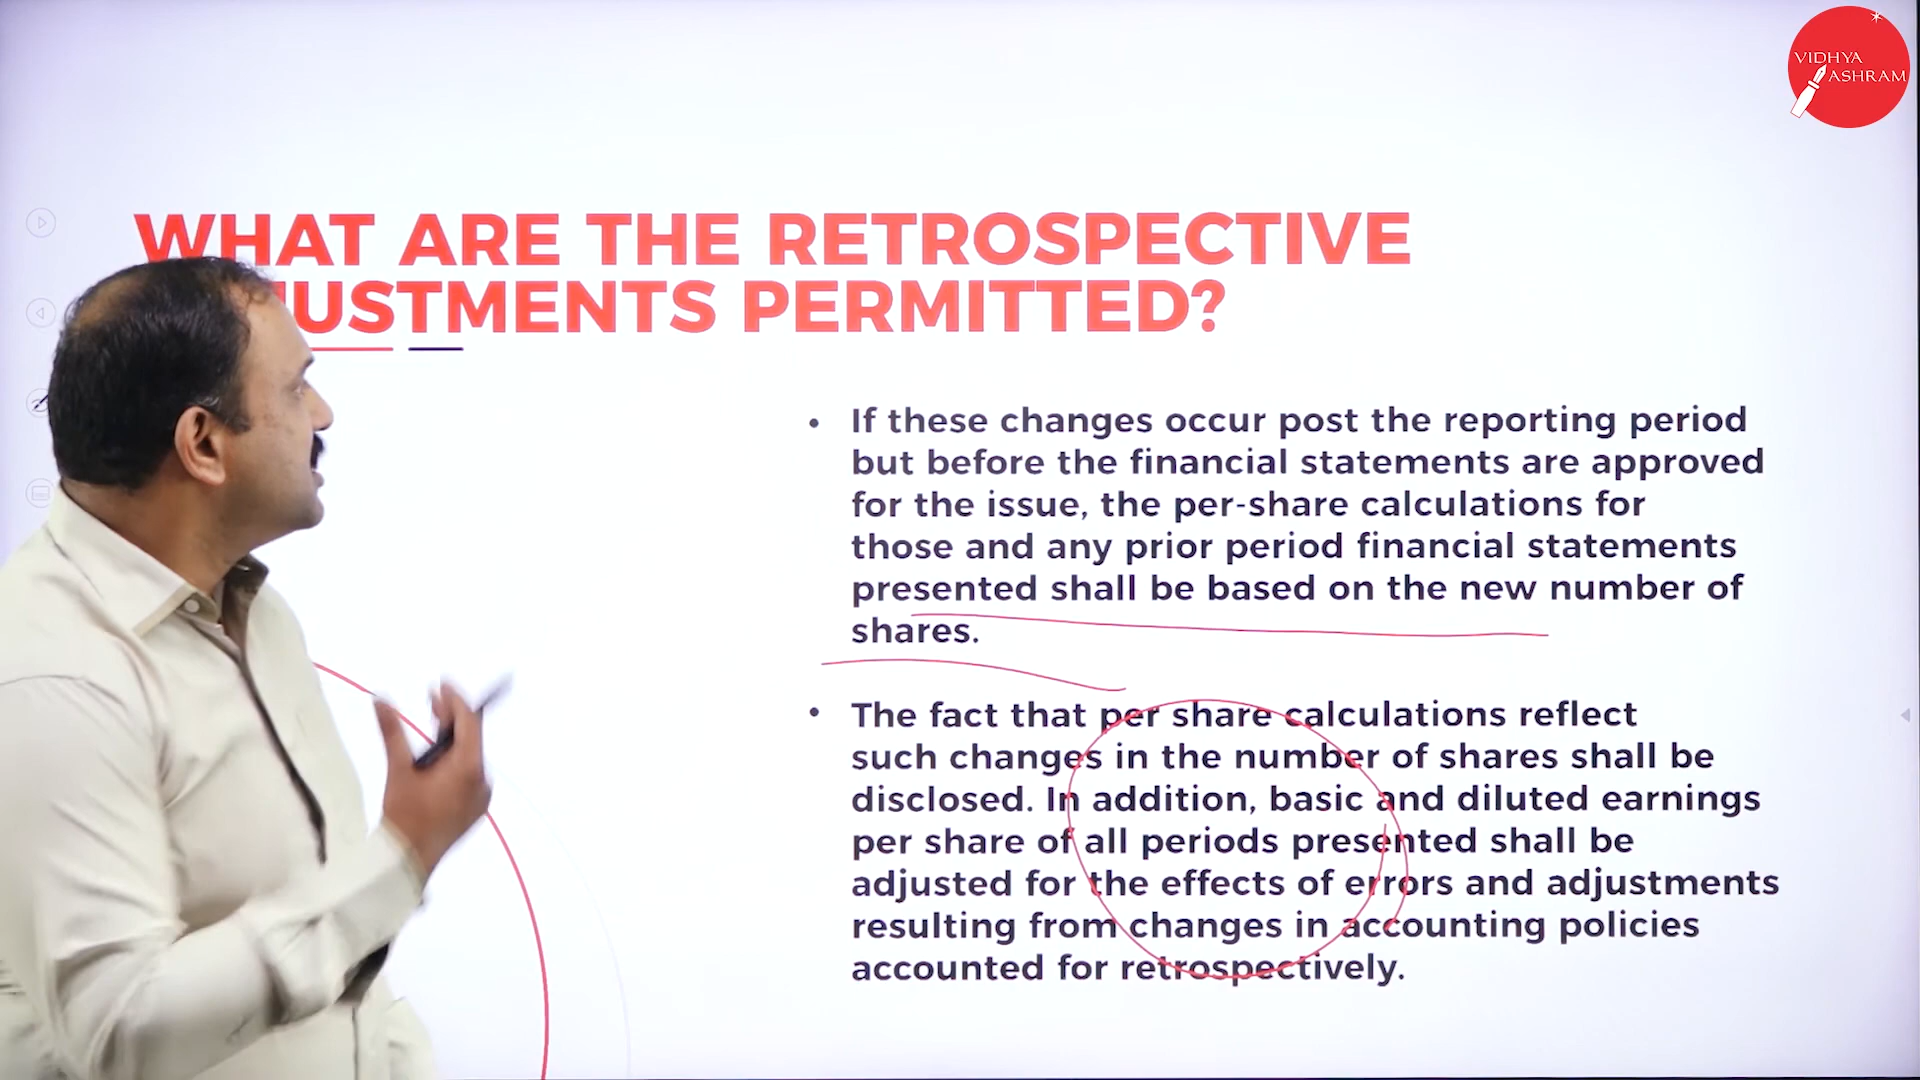 VIDHYA
ASHRAM
WHAT ARE THE RETROSPECTIVE
USTMENTS PERMITTED?
• If these changes occur post the reporting period
but before the financial statements are approved
for the issue, the per-share calculations for
those and any prior period financial statements
presented shall be based on the new number of
shares.
• The fact that per share calculations reflect
such changes in the number of shares shall be
disclosed. In addition, basic and diluted earnings
per share of all periods presented shall be
adjusted for the effects of errors and adjustments
resulting from changes in accounting policies
accounted for retrospectively.